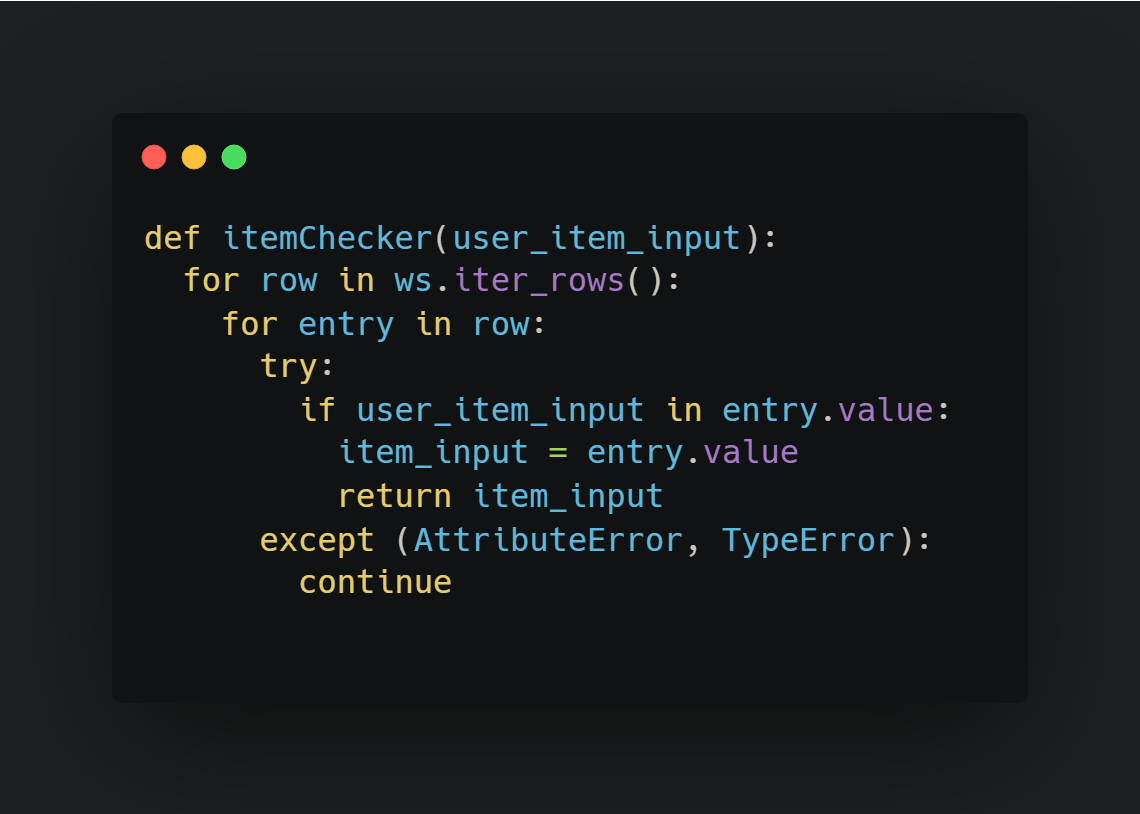 def itemChecker(user_item_input):
  for row in ws.iter_rows():
    for entry in row:
      try:
        if user_item_input in entry.value:
          item_input = entry.value
          return item_input
      except (AttributeError, TypeError):
        continue